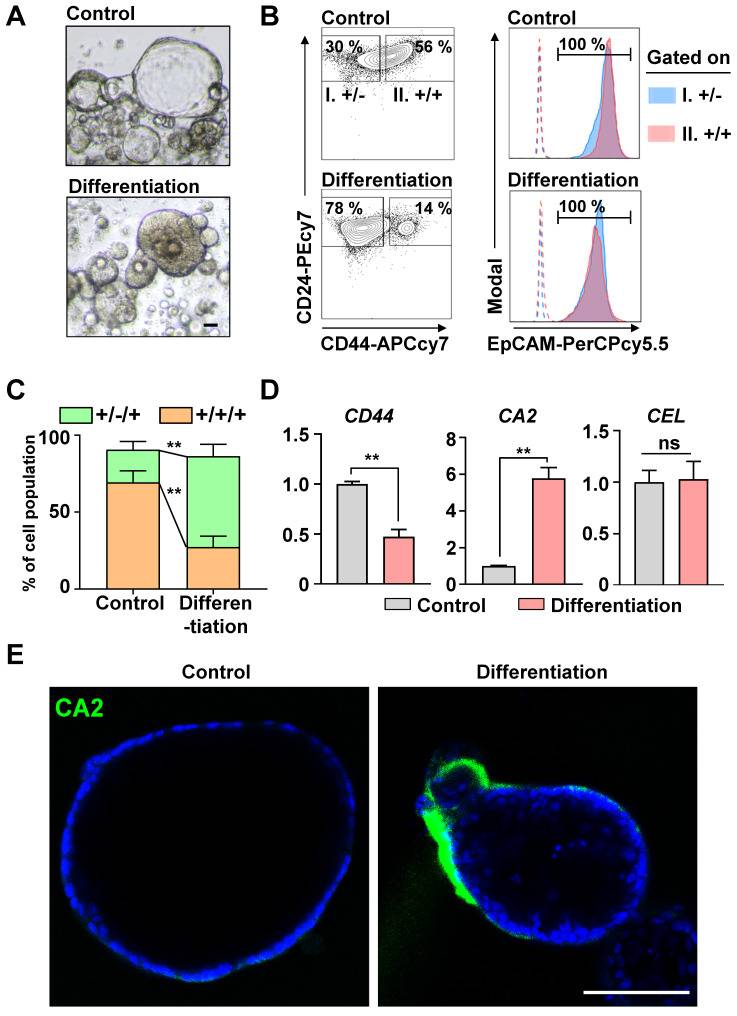 A
Control
Differentiation
B
Control
30 %
56 %
I. +/-
II. +/+
Differentiation
78 %
14 %
CD24-PEcy7
CD44-APCcy7
Control
100 %
Differentiation
100 %
Modal
EpCAM-PerCPcy5.5
Gated on
I. +/-
II. +/+
C
+/-/+
+/+/+
% of cell population
100
50
0
**
**
Control
Differen
-tiation
D
CD44
1.5
1.0
0.5
0
**
CA2
8
6
4
2
0
**
CEL
1.5
1.0
0.5
0
ns
Control
Differentiation
E
Control
Differentiation
CA2